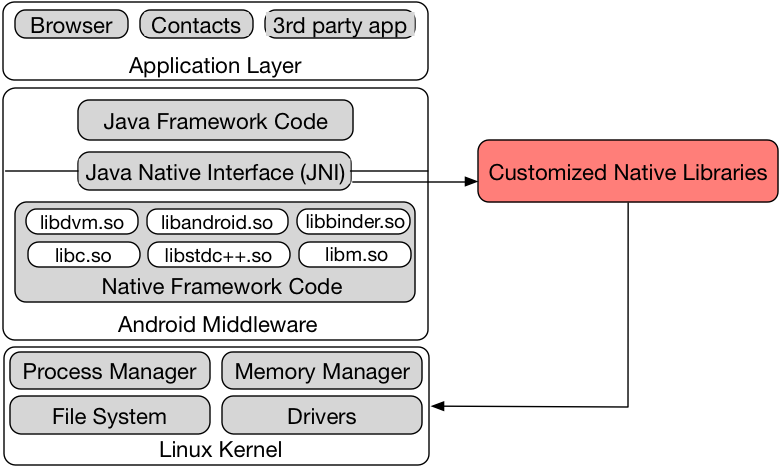 Browser
Contacts
3rd party app
Application Layer
Java Framework Code
Java Native Interface (JNI)
Customized Native Libraries
libdvm.so
libandroid.so
libbinder.so
libc.so
libstdc++.so
libm.so
Native Framework Code
Android Middleware
Process Manager
Memory Manager
File System
Drivers
Linux Kernel